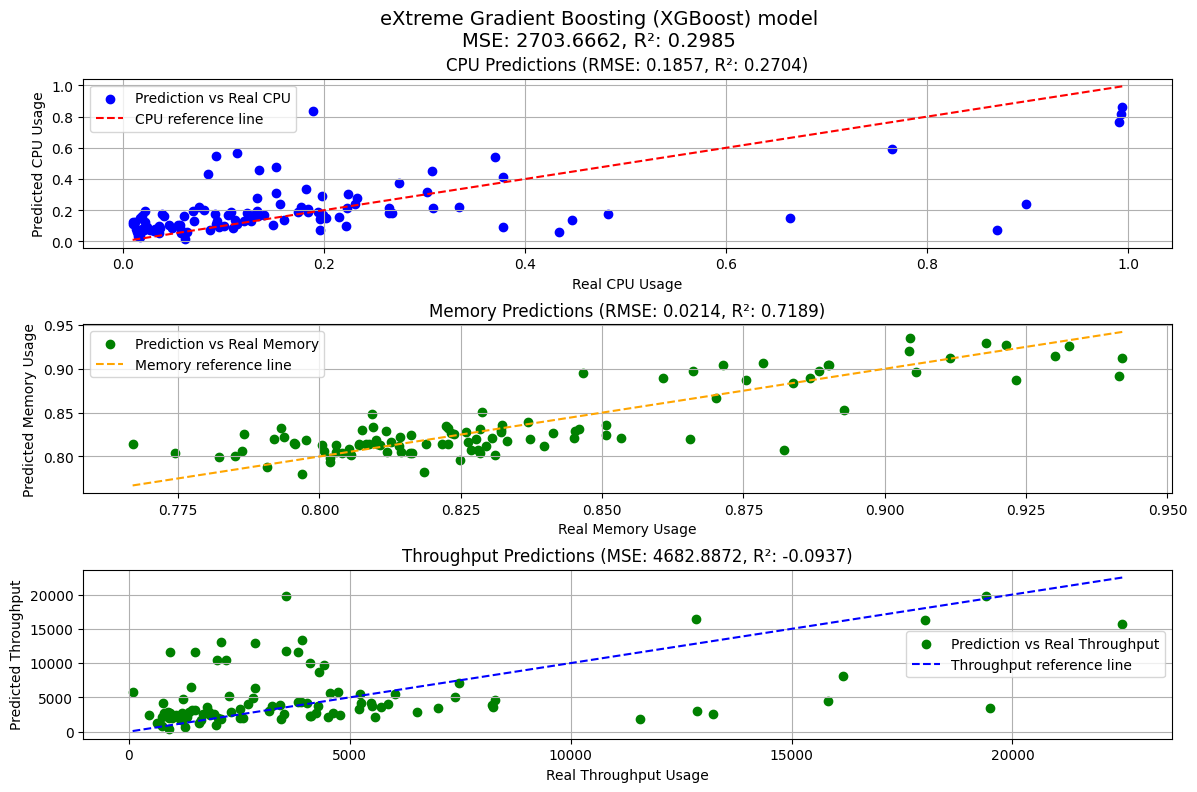 eXtreme Gradient Boosting (XGBoost) model
MSE: 2703.6662, R²: 0.2985
CPU Predictions (RMSE: 0.1857, R²: 0.2704)
Predicted CPU Usage
1.0
0.8
0.6
0.4
0.2
0.0
Prediction vs Real CPU
CPU reference line
0.0 0.2 0.4 0.6 0.8 1.0
Real CPU Usage
Memory Predictions (RMSE: 0.0214, R²: 0.7189)
Predicted Memory Usage
0.95
0.90
0.85
0.80
Prediction vs Real Memory
Memory reference line
0.775 0.800 0.825 0.850 0.875 0.900 0.925 0.950
Real Memory Usage
Throughput Predictions (MSE: 4682.8872, R²: -0.0937)
Predicted Throughput
20000
15000
10000
5000
0
Prediction vs Real Throughput
Throughput reference line
0 5000 10000 15000 20000
Real Throughput Usage